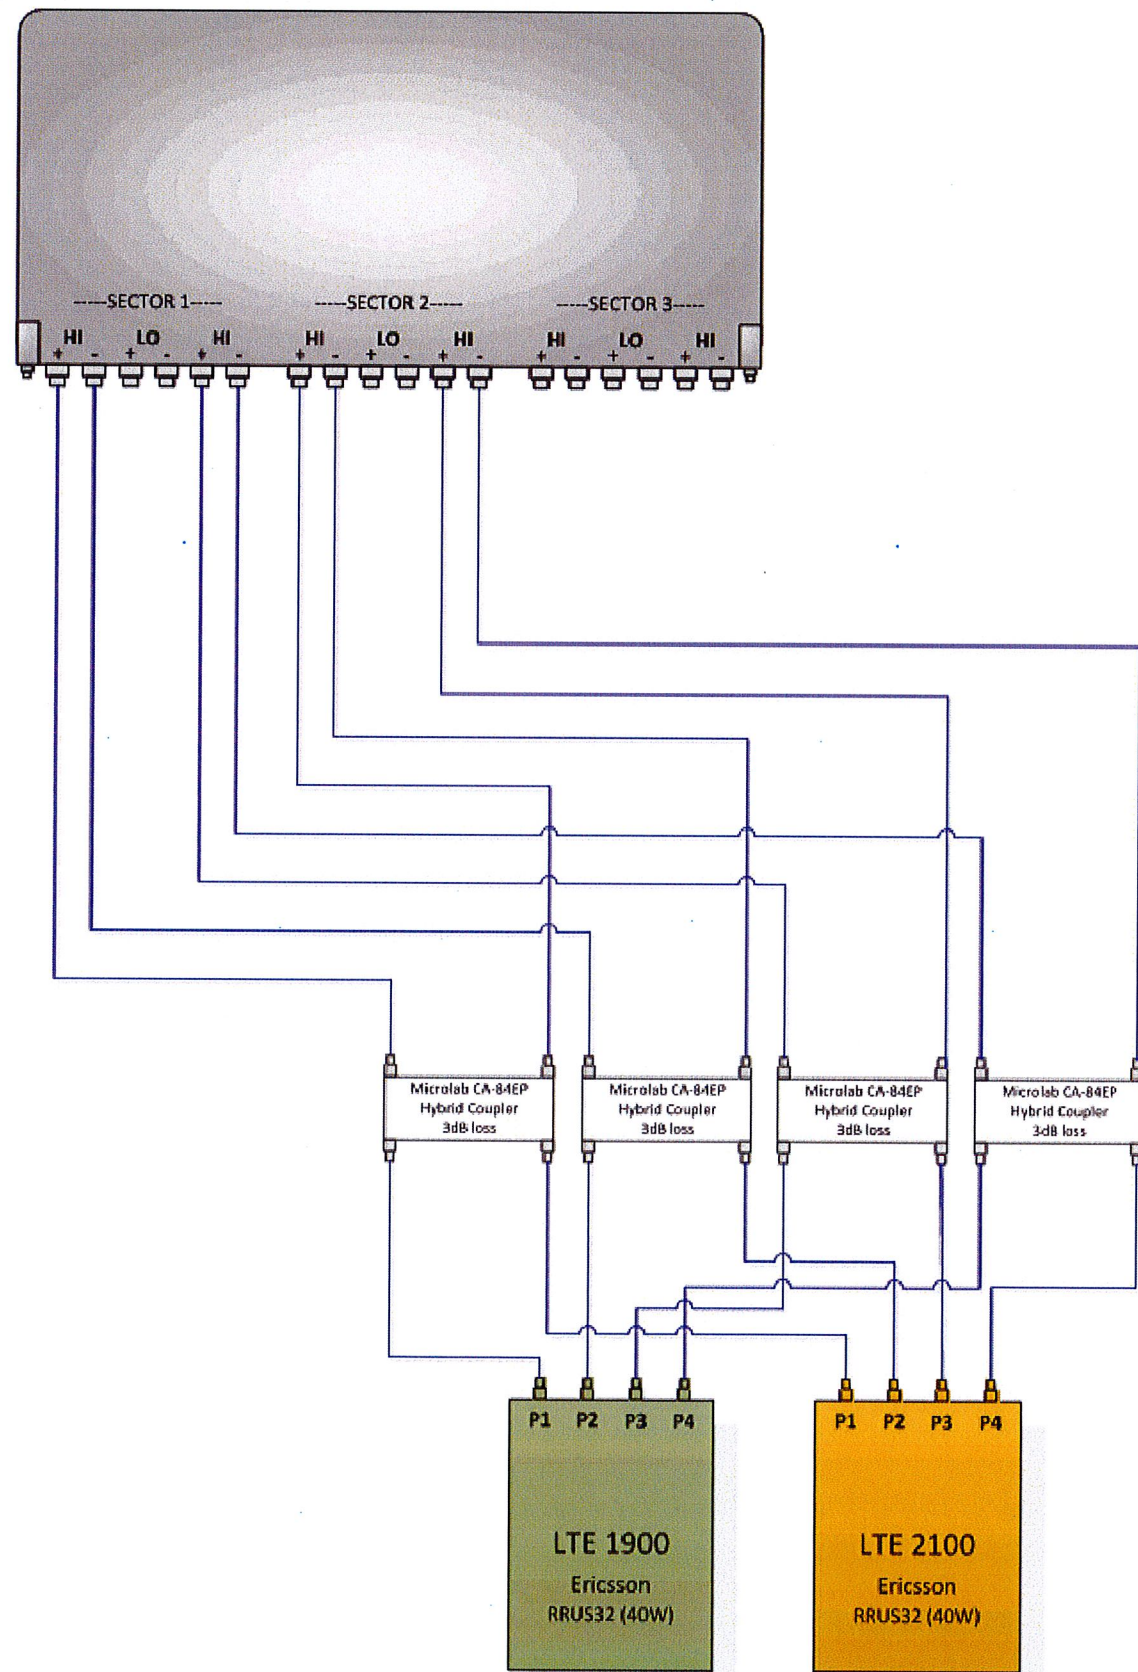 -----SECTOR 1----- -----SECTOR 2----- -----SECTOR 3-----
HI LO HI HI LO HI HI LO HI
+ - + - + - + - + - + - + - + - + -
Microlab CA-84EP Microlab CA-84EP Microlab CA-84EP Microlab CA-84EP
Hybrid Coupler Hybrid Coupler Hybrid Coupler Hybrid Coupler
3dB loss 3dB loss 3dB loss 3dB loss
P1 P2 P3 P4 P1 P2 P3 P4
LTE 1900 LTE 2100
Ericsson Ericsson
RRUS32 (40W) RRUS32 (40W)